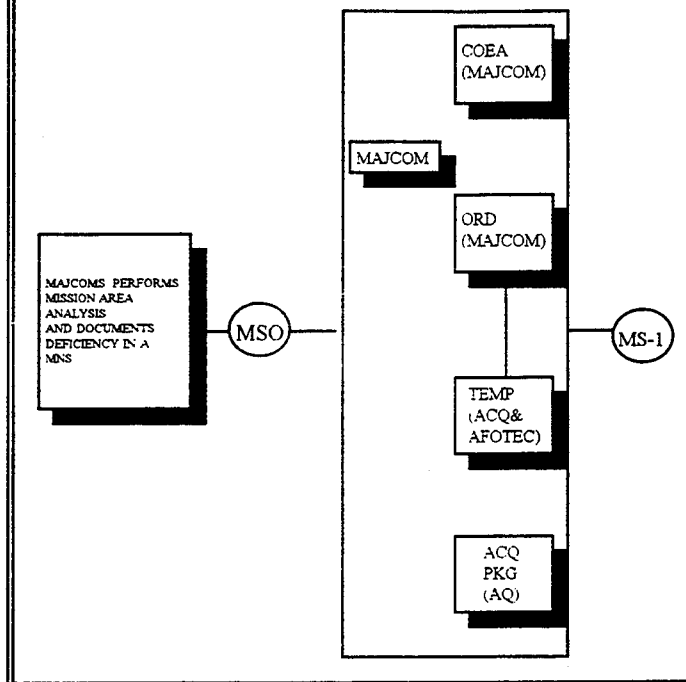 COEA
(MAJCOM)
MAJCOM
ORD
(MAJCOM)
MAJCOMS PERFORMS
MISSION AREA
ANALYSIS
AND DOCUMENTS
DEFICIENCY IN A
MNS
MSO
MS-1
TEMP
(ACQ&
AFOTEC)
ACQ
PKG
(AQ)